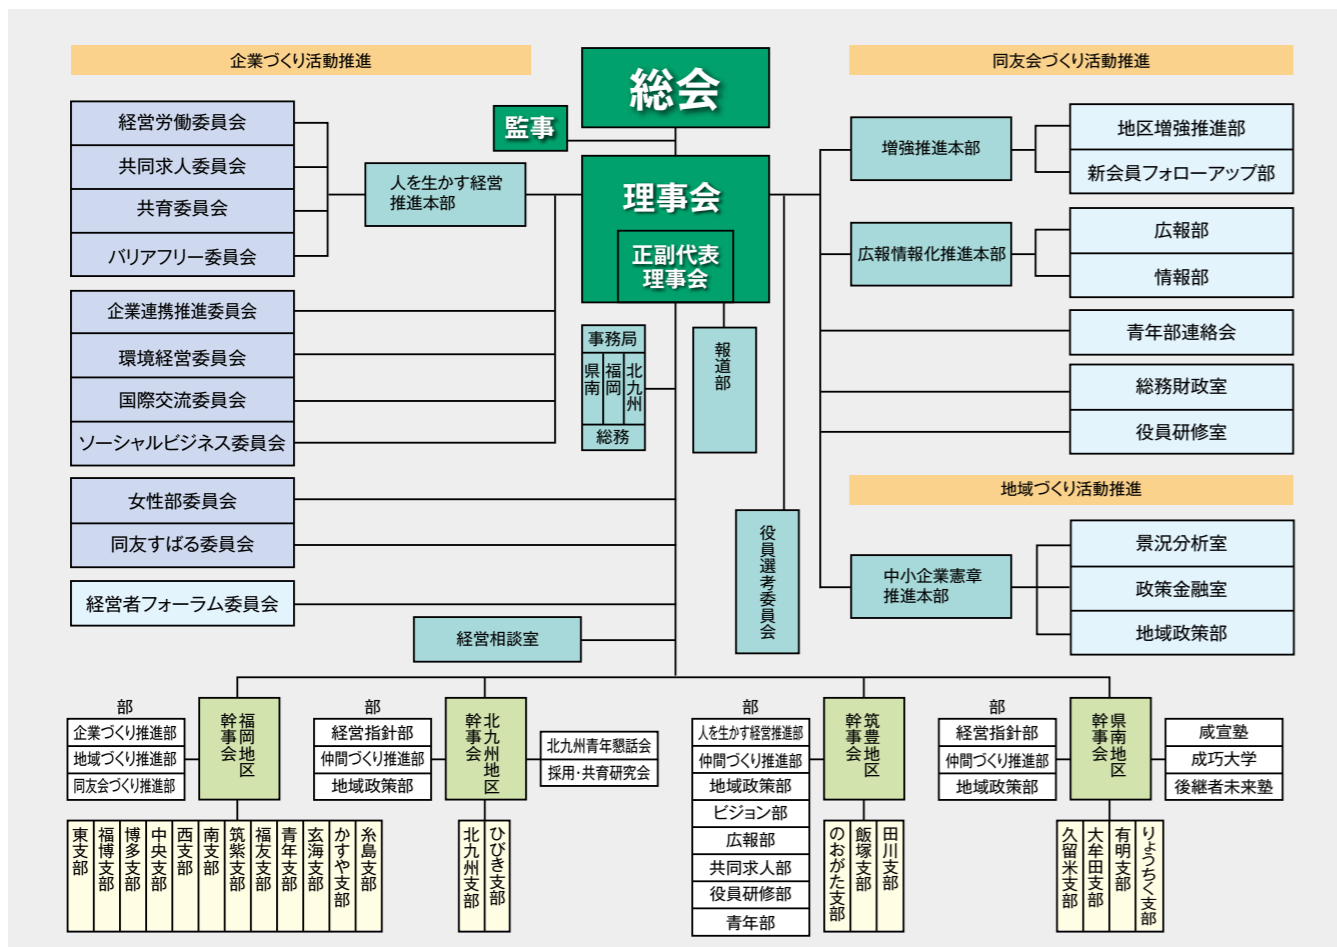 企業づくり活動推進
経営労働委員会
共同求人委員会
共育委員会
バリアフリー委員会
人を生かす経営
推進本部
企業連携推進委員会
環境経営委員会
国際交流委員会
ソーシャルビジネス委員会
女性部委員会
同友すばる委員会
経営者フォーラム委員会
経営相談室
総会
監事
理事会
正副代表
理事会
事務局
県南
福岡
北九州
総務
報道部
役員選考委員会
同友会づくり活動推進
増強推進本部
地区増強推進部
新会員フォローアップ部
広報情報化推進本部
広報部
情報部
青年部連絡会
総務財政室
役員研修室
地域づくり活動推進
中小企業憲章
推進本部
景況分析室
政策金融室
地域政策部
部
企業づくり推進部
地域づくり推進部
同友会づくり推進部
福岡地区
幹事会
東支部
福博支部
博多支部
中央支部
西支部
南支部
筑紫支部
福友支部
青年支部
玄海支部
かすや支部
糸島支部
部
経営指針部
仲間づくり推進部
地域政策部
北九州地区
幹事会
北九州青年懇話会
採用・共育研究会
北九州支部
ひびき支部
部
人を生かす経営推進部
仲間づくり推進部
地域政策部
ビジョン部
広報部
共同求人部
役員研修部
青年部
筑豊地区
幹事会
のおがた支部
飯塚支部
田川支部
部
経営指針部
仲間づくり推進部
地域政策部
県南地区
幹事会
咸宣塾
成巧大学
後継者未来塾
久留米支部
大牟田支部
有明支部
りょうちく支部